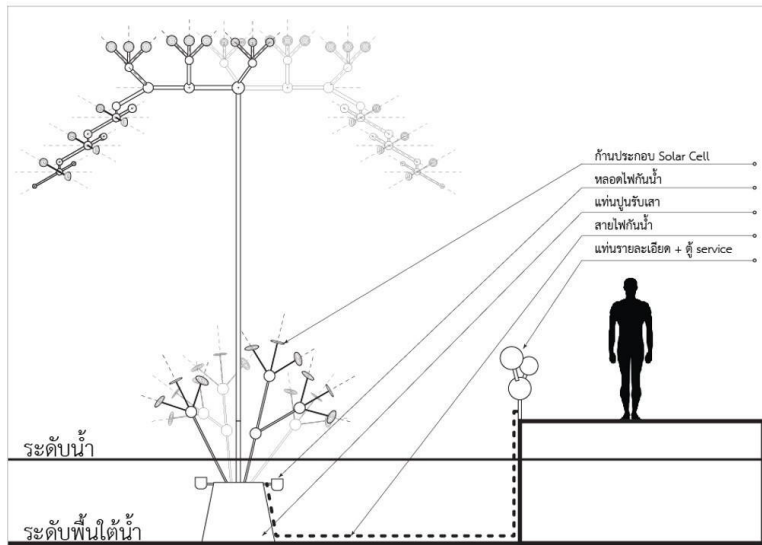 ก้านประกอบ Solar Cell
หลอดไฟกันน้ำ
แท่นปูนรับเสา
สายไฟกันน้ำ
แท่นรายละเอียด + ตู้ service
ระดับน้ำ
ระดับพื้นใต้น้ำ